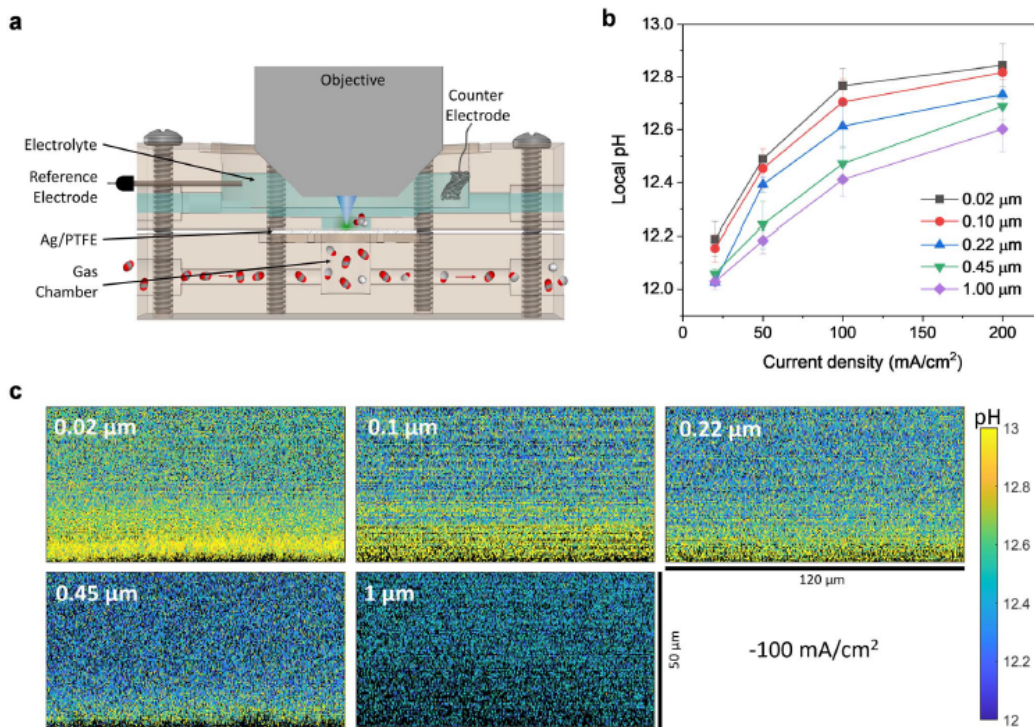 a
Objective
Counter
Electrode
Electrolyte
Reference
Electrode
Ag/PTFE
Gas
Chamber
b
13.0
12.8
12.6
12.4
12.2
12.0
Local pH
0
50
100
150
200
Current density (mA/cm²)
0.02 μm
0.10 μm
0.22 μm
0.45 μm
1.00 μm
c
0.02 μm
0.1 μm
0.22 μm
pH
13
12.8
12.6
12.4
12.2
12
120 μm
0.45 μm
1 μm
50 μm
-100 mA/cm²